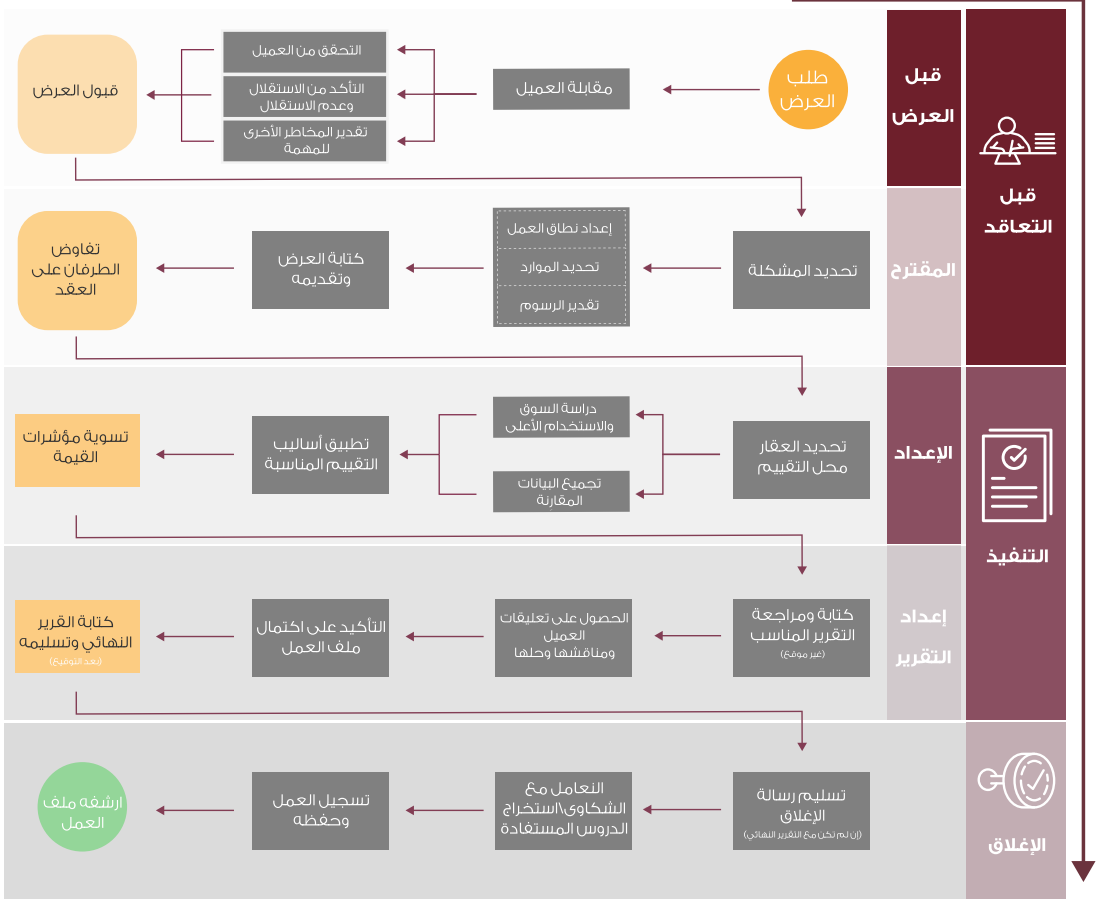 قبل
التعاقد
قبل
العرض
طلب
العرض
مقابلة العميل
التحقق من العميل
التأكد من الاستقلال
وعدم الاستقلال
تقدير المخاطر الأخرى
للمهمة
قبول العرض
المقترح
تحديد المشكلة
إعداد نطاق العمل
تحديد الموارد
تقدير الرسوم
كتابة العرض
وتقديمه
تفاوض
الطرفان على
العقد
التنفيذ
الإعداد
تحديد العقار
محل التقييم
دراسة السوق
والاستخدام الأعلى
تجميع البيانات
المقارنة
تطبيق أساليب
التقييم المناسبة
تسوية مؤشرات
القيمة
إعداد
التقرير
كتابة ومراجعة
التقرير المناسب
(غير موقع)
الحصول على تعليقات
العميل
ومناقشها وحلها
التأكيد على اكتمال
ملف العمل
كتابة القرير
النهائي وتسليمه
(بعد التوقيع)
الإغلاق
تسليم رسالة
الإغلاق
(إن لم تكن مع التقرير النهائي)
التعامل مع
الشكاوى\استخراج
الدروس المستفادة
تسجيل العمل
وحفظه
ارشفه ملف
العمل